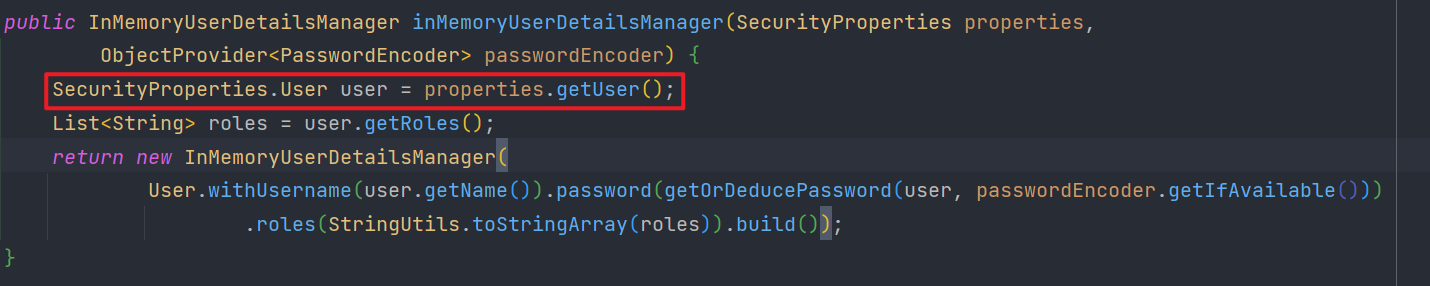 public InMemoryUserDetailsManager inMemoryUserDetailsManager(SecurityProperties properties,
        ObjectProvider<PasswordEncoder> passwordEncoder) {
    SecurityProperties.User user = properties.getUser();
    List<String> roles = user.getRoles();
    return new InMemoryUserDetailsManager(
            User.withUsername(user.getName()).password(getOrDeducePassword(user, passwordEncoder.getIfAvailable()))
                    .roles(StringUtils.toStringArray(roles)).build());
}